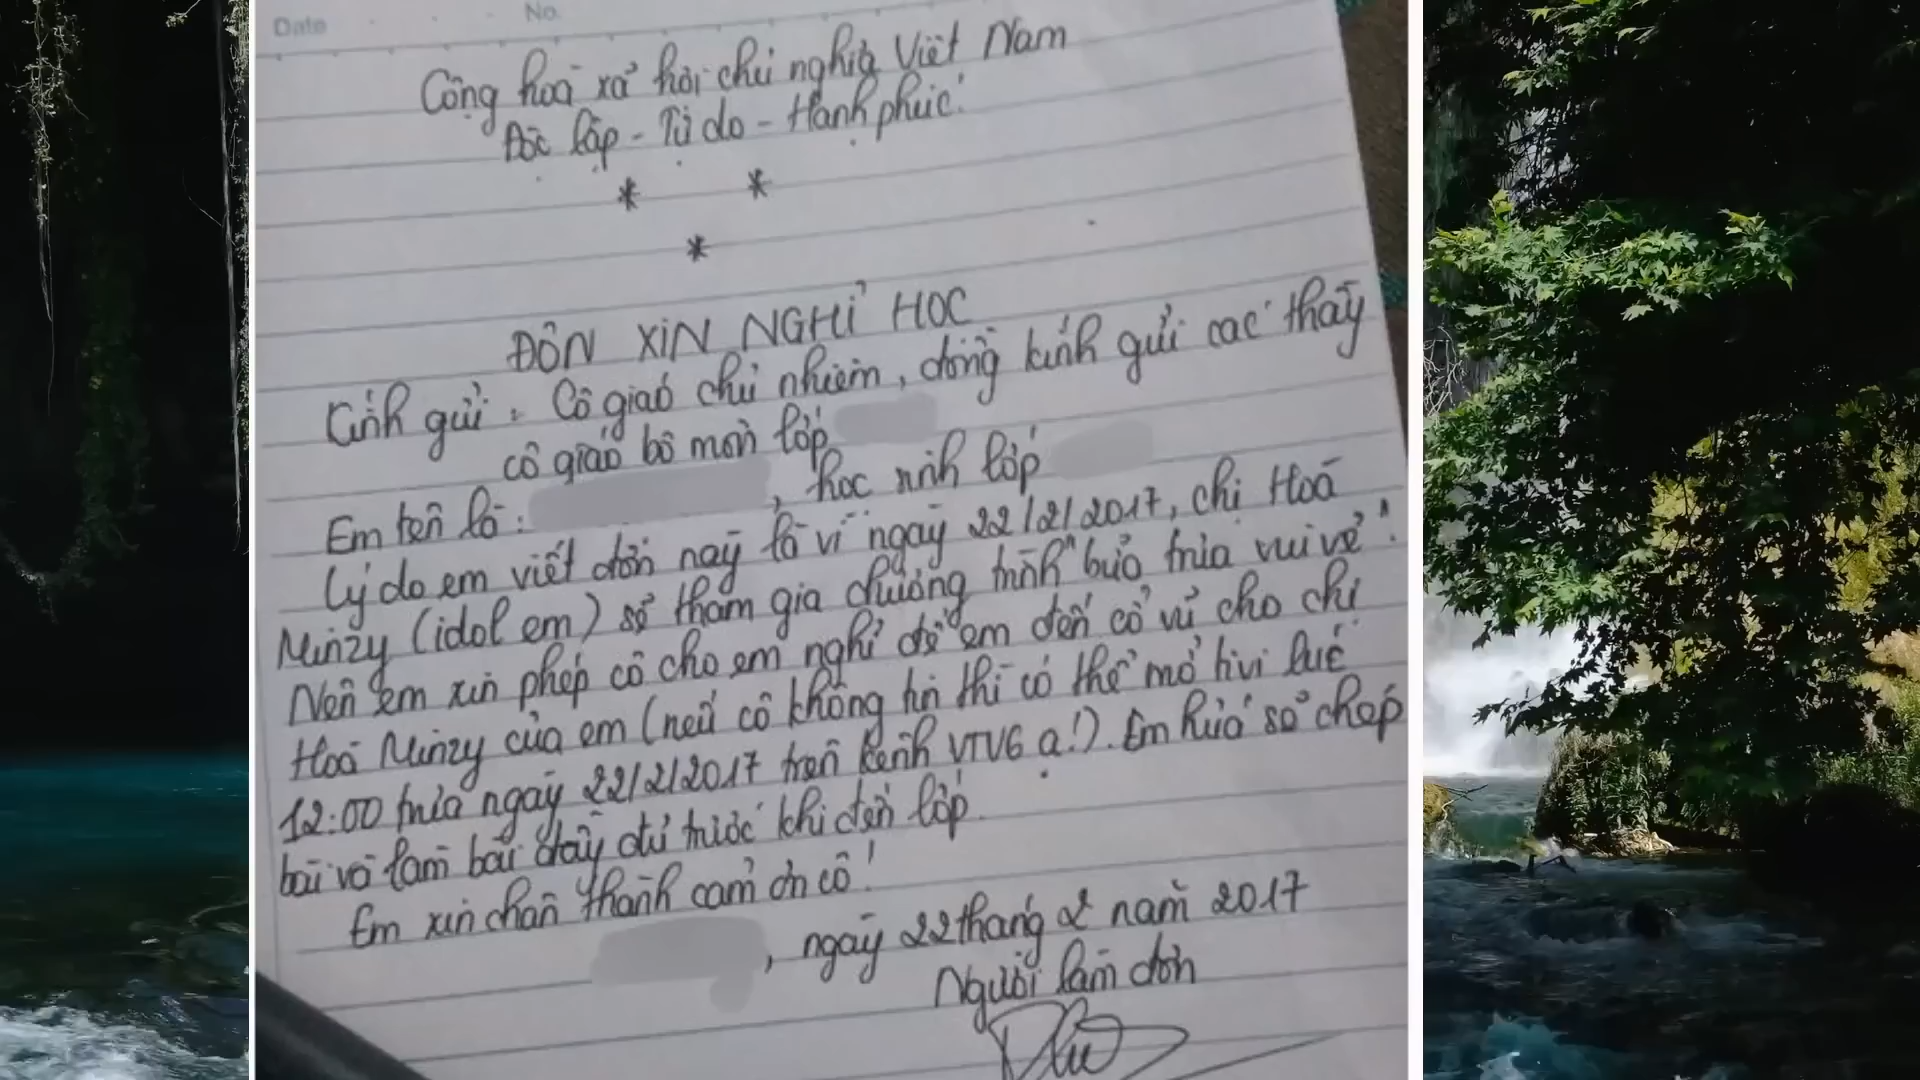 Date No.
Cộng hoà xã hội chủ nghĩa Việt Nam
Độc lập - Tự do - Hạnh phúc
* *
*
ĐƠN XIN NGHỈ HỌC
Kính gửi: Cô giáo chủ nhiệm, đồng kính gửi các thầy
cô giáo bộ môn lớp
Em tên là: , học sinh lớp
Lý do em viết đơn này là vì ngày 22/2/2017, chị Hoà
Minzy (idol em) sẽ tham gia chương trình "bữa trưa vui vẻ".
Nên em xin phép cô cho em nghỉ để em đến cổ vũ cho chị
Hoà Minzy của em (nếu cô không tin thì có thể mở tivi lúc
12:00 trưa ngày 22/2/2017 trên kênh VTV6 ạ!). Em hứa sẽ chép
bài và làm bài đầy đủ trước khi đến lớp.
Em xin chân thành cảm ơn cô!
, ngày 22 tháng 2 năm 2017
Người làm đơn